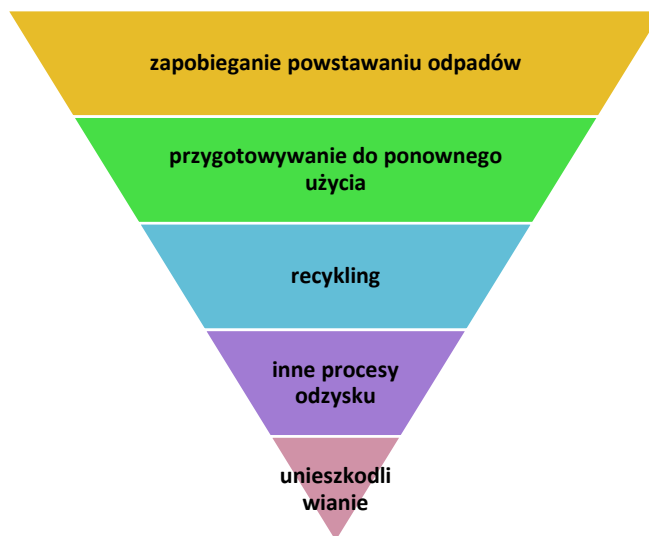 zapobieganie powstawaniu odpadów
przygotowywanie do ponownego
użycia
recykling
inne procesy
odzysku
unieszkodli
wianie